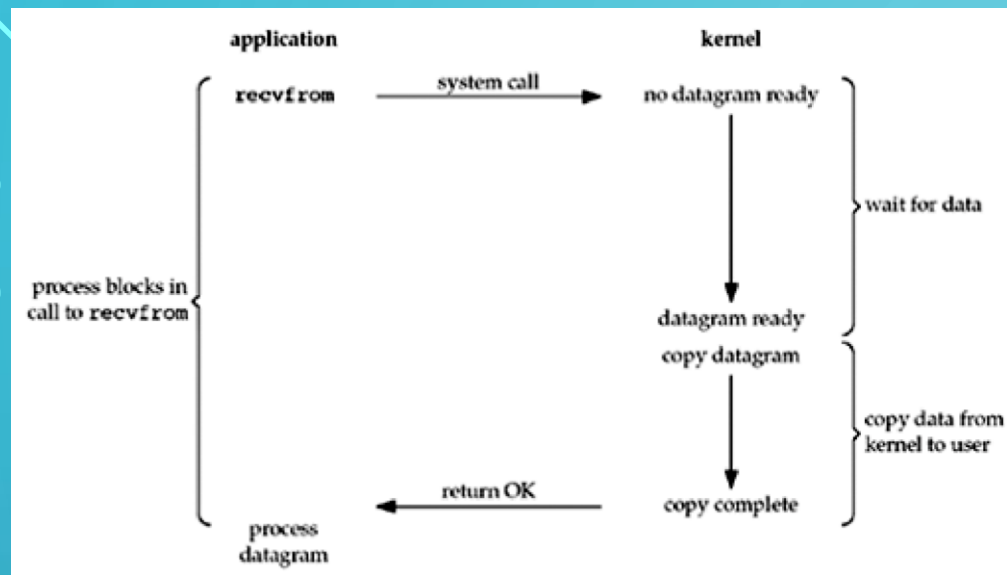 application
kernel
recvfrom
system call
no datagram ready
wait for data
process blocks in
call to recvfrom
datagram ready
copy datagram
copy data from
kernel to user
return OK
copy complete
process
datagram